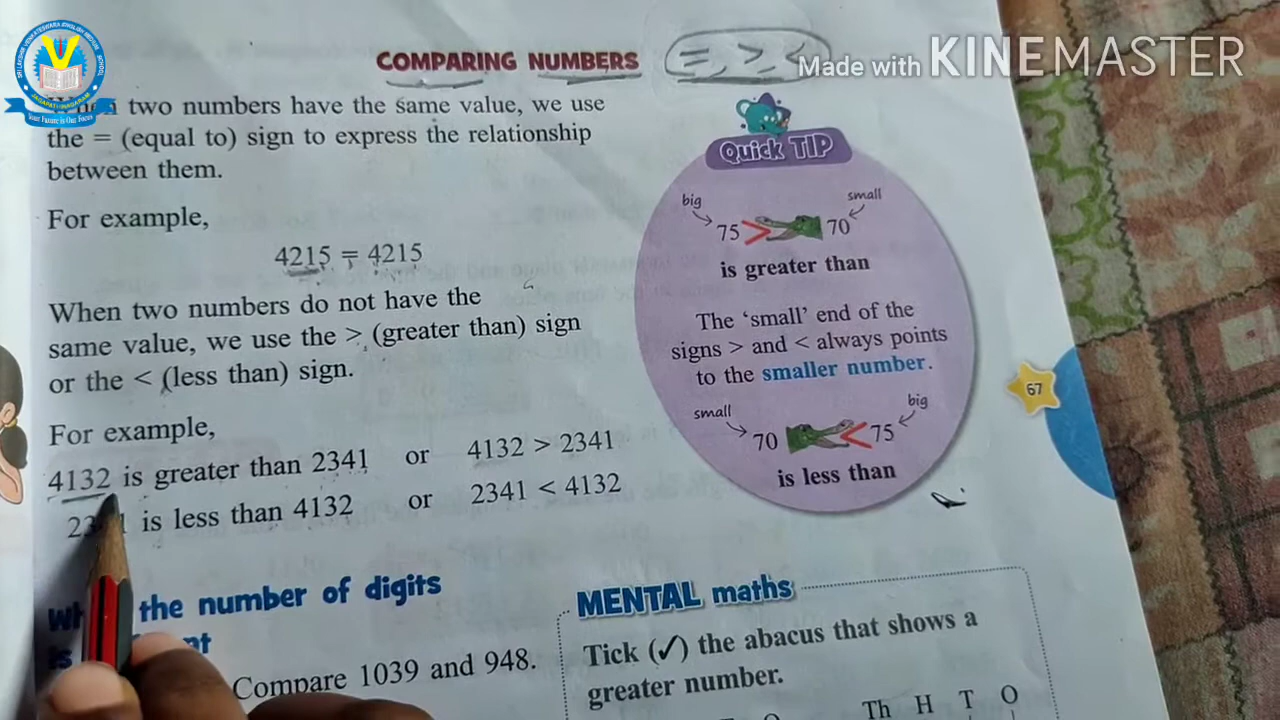 COMPARING NUMBERS
=, >, <
Made with KINEMASTER
two numbers have the same value, we use
the = (equal to) sign to express the relationship
between them.
For example,
4215 = 4215
When two numbers do not have the
same value, we use the > (greater than) sign
or the < (less than) sign.
For example,
4132 is greater than 2341 or 4132 > 2341
is less than 4132 or 2341 < 4132
the number of digits
Compare 1039 and 948.
Quick TIP
big
small
75 > 70
is greater than
The ‘small’ end of the
signs > and < always points
to the smaller number.
small
big
70 < 75
is less than
67
MENTAL maths
Tick (✓) the abacus that shows a
greater number.
Th H T O
Your Future is Our Focus